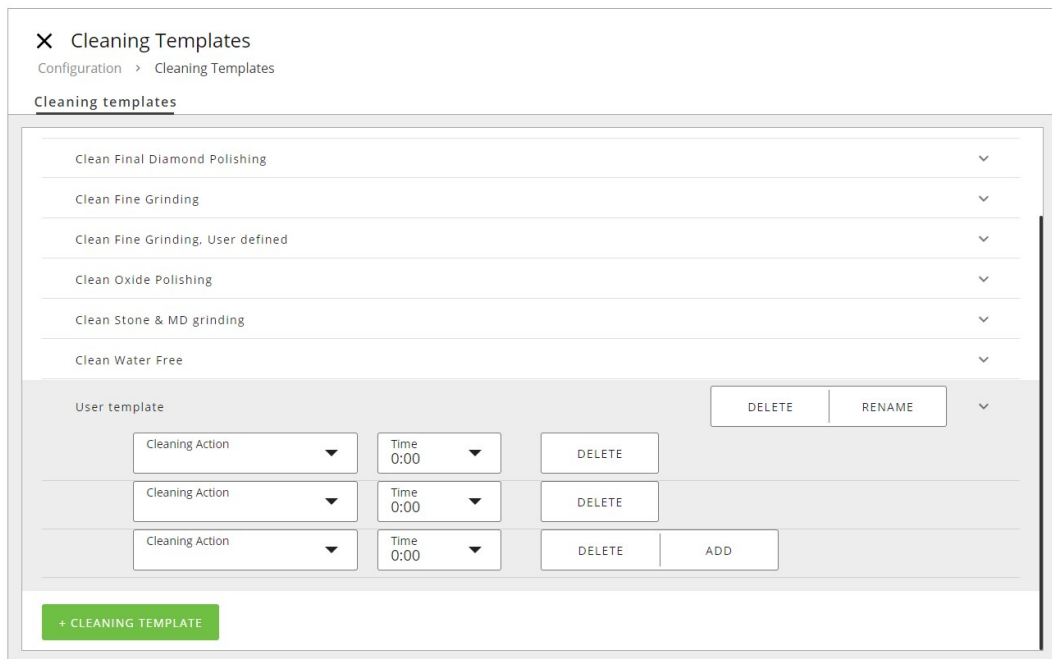 Cleaning Templates
Configuration > Cleaning Templates
Cleaning templates
Clean Final Diamond Polishing
Clean Fine Grinding
Clean Fine Grinding, User defined
Clean Oxide Polishing
Clean Stone & MD grinding
Clean Water Free
User template DELETE RENAME
Cleaning Action Time
0:00 DELETE
Cleaning Action Time
0:00 DELETE
Cleaning Action Time
0:00 DELETE ADD
+ CLEANING TEMPLATE